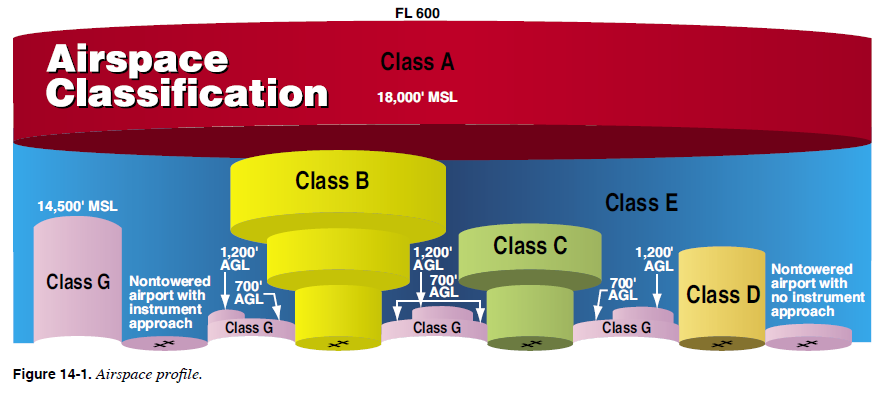 FL 600
Airspace
Classification
Class A
18,000' MSL
Class B
Class E
14,500' MSL
Class C
1,200'
AGL
1,200'
AGL
1,200'
AGL
Class G
Nontowered
airport with
instrument
approach
700'
AGL
700'
AGL
700'
AGL
Class D
Nontowered
airport with
no instrument
approach
Class G
Class G
Class G
Figure 14-1. Airspace profile.